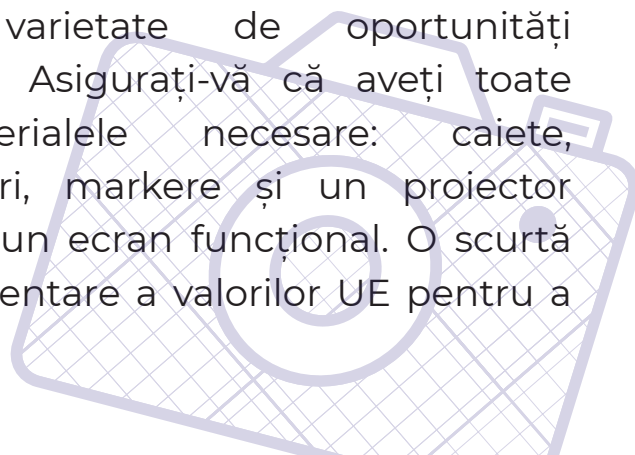 varietate de oportunități
Asigurați-vă că aveți toate
erialele necesare: caiete,
ri, markere și un proiector
un ecran funcțional. O scurtă
entare a valorilor UE pentru a